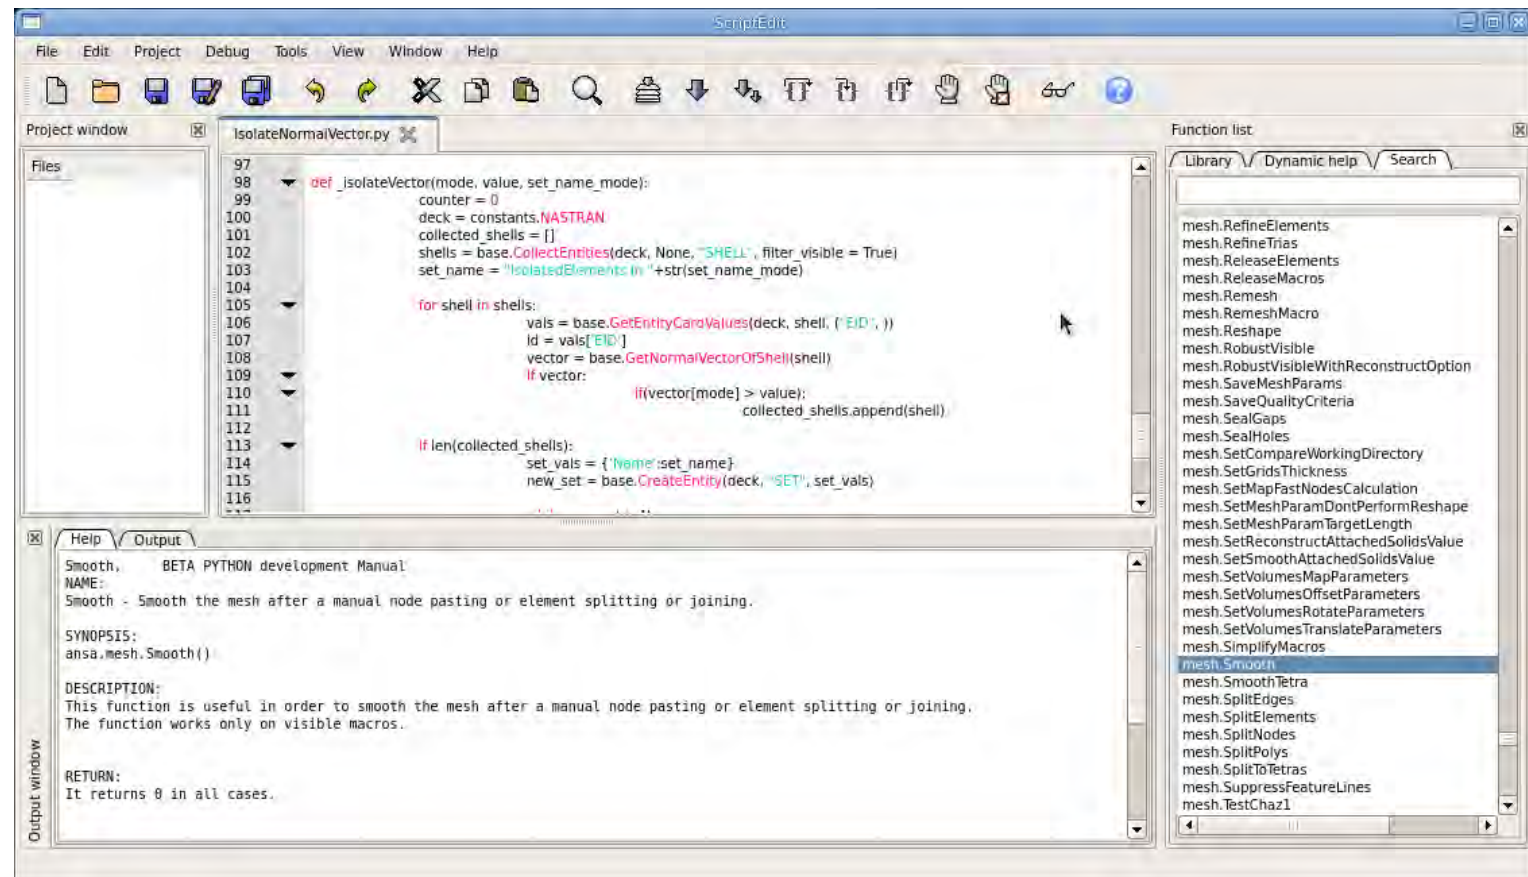 ScriptEdit
File Edit Project Debug Tools View Window Help
Project window
Files
IsolateNormalVector.py
97
98 def _isolateVector(mode, value, set_name_mode):
99 counter = 0
100 deck = constants.NASTRAN
101 collected_shells = []
102 shells = base.CollectEntities(deck, None, "SHELL", filter_visible = True)
103 set_name = "IsolatedElements in "+str(set_name_mode)
104
105 for shell in shells:
106 vals = base.GetEntityCardValues(deck, shell, ("EID", ))
107 id = vals['EID']
108 vector = base.GetNormalVectorOfShell(shell)
109 if vector:
110 if(vector[mode] > value):
111 collected_shells.append(shell)
112
113 if len(collected_shells):
114 set_vals = {'Name':set_name}
115 new_set = base.CreateEntity(deck, "SET", set_vals)
116
Function list
Library Dynamic help Search
mesh.RefineElements
mesh.RefineTrias
mesh.ReleaseElements
mesh.ReleaseMacros
mesh.Remesh
mesh.RemeshMacro
mesh.Reshape
mesh.RobustVisible
mesh.RobustVisibleWithReconstructOption
mesh.SaveMeshParams
mesh.SaveQualityCriteria
mesh.SealGaps
mesh.SealHoles
mesh.SetCompareWorkingDirectory
mesh.SetGridsThickness
mesh.SetMapFastNodesCalculation
mesh.SetMeshParamDontPerformReshape
mesh.SetMeshParamTargetLength
mesh.SetReconstructAttachedSolidsValue
mesh.SetSmoothAttachedSolidsValue
mesh.SetVolumesMapParameters
mesh.SetVolumesOffsetParameters
mesh.SetVolumesRotateParameters
mesh.SetVolumesTranslateParameters
mesh.SimplifyMacros
mesh.Smooth
mesh.SmoothTetra
mesh.SplitEdges
mesh.SplitElements
mesh.SplitNodes
mesh.SplitPolys
mesh.SplitToTetras
mesh.SuppressFeatureLines
mesh.TestChaz1
Help Output
Smooth, BETA PYTHON development Manual
NAME:
Smooth - Smooth the mesh after a manual node pasting or element splitting or joining.
SYNOPSIS:
ansa.mesh.Smooth()
DESCRIPTION:
This function is useful in order to smooth the mesh after a manual node pasting or element splitting or joining.
The function works only on visible macros.
RETURN:
It returns 0 in all cases.
Output window